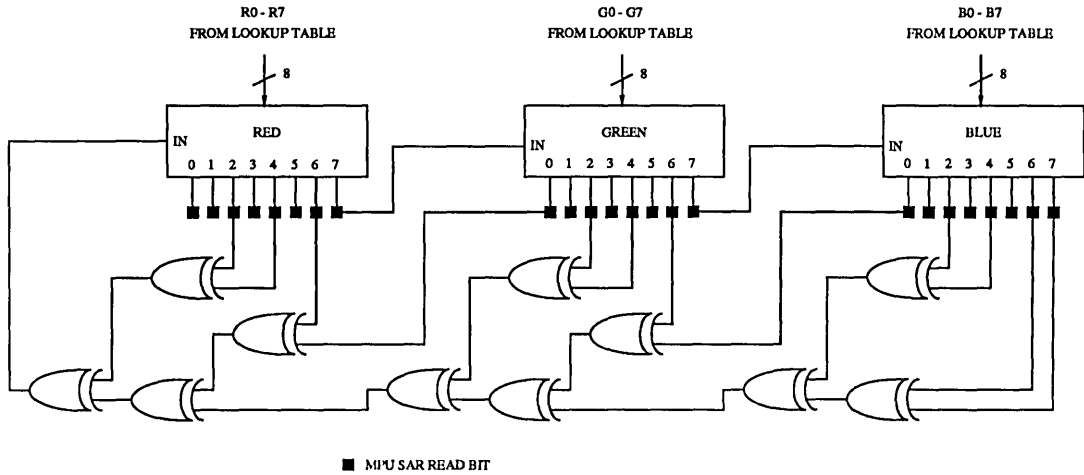 R0 - R7
FROM LOOKUP TABLE
8
RED
IN
0 1 2 3 4 5 6 7
G0 - G7
FROM LOOKUP TABLE
8
GREEN
IN
0 1 2 3 4 5 6 7
B0 - B7
FROM LOOKUP TABLE
8
BLUE
IN
0 1 2 3 4 5 6 7
MPU SAR READ BIT